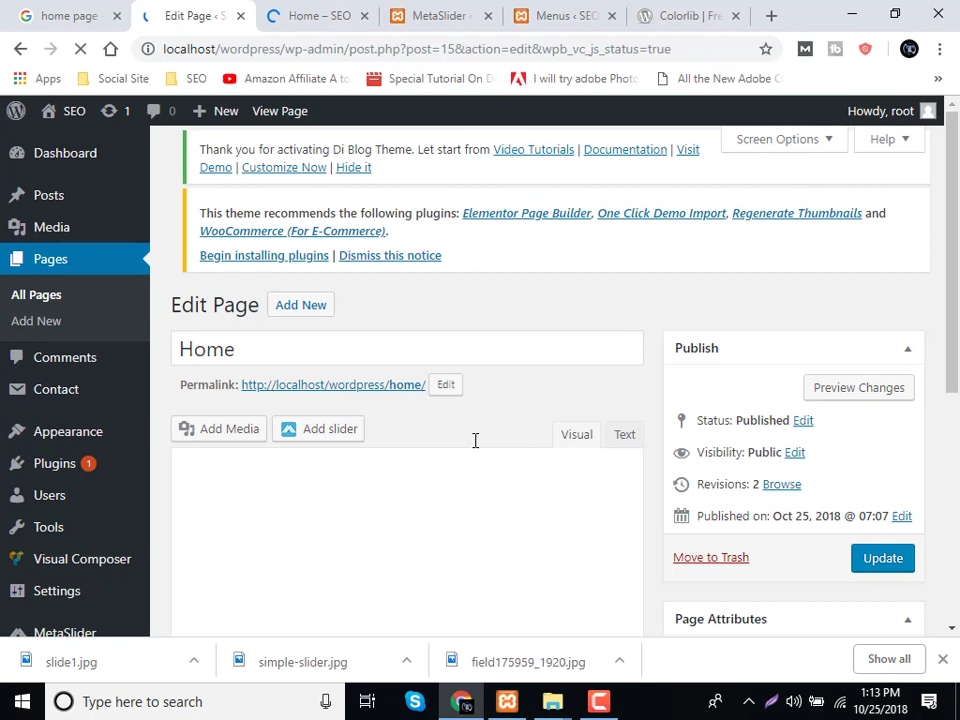 home page
Edit Page ‹ S
Home – SEO
MetaSlider ‹
Menus ‹ SEO
Colorlib | Fre
localhost/wordpress/wp-admin/post.php?post=15&action=edit&wpb_vc_js_status=true
Apps
Social Site
SEO
Amazon Affiliate A to
Special Tutorial On D
I will try adobe Photo
All the New Adobe C
SEO
1
0
New
View Page
Howdy, root
Dashboard
Posts
Media
Pages
All Pages
Add New
Comments
Contact
Appearance
Plugins 1
Users
Tools
Visual Composer
Settings
MetaSlider
Screen Options
Help
Thank you for activating Di Blog Theme. Let start from Video Tutorials | Documentation | Visit
Demo | Customize Now | Hide it
This theme recommends the following plugins: Elementor Page Builder, One Click Demo Import, Regenerate Thumbnails and
WooCommerce (For E-Commerce).
Begin installing plugins | Dismiss this notice
Edit Page
Add New
Home
Permalink: http://localhost/wordpress/home/
Edit
Add Media
Add slider
Visual
Text
Publish
Preview Changes
Status: Published Edit
Visibility: Public Edit
Revisions: 2 Browse
Published on: Oct 25, 2018 @ 07:07 Edit
Move to Trash
Update
Page Attributes
slide1.jpg
simple-slider.jpg
field175959_1920.jpg
Show all
Type here to search
1:13 PM
10/25/2018